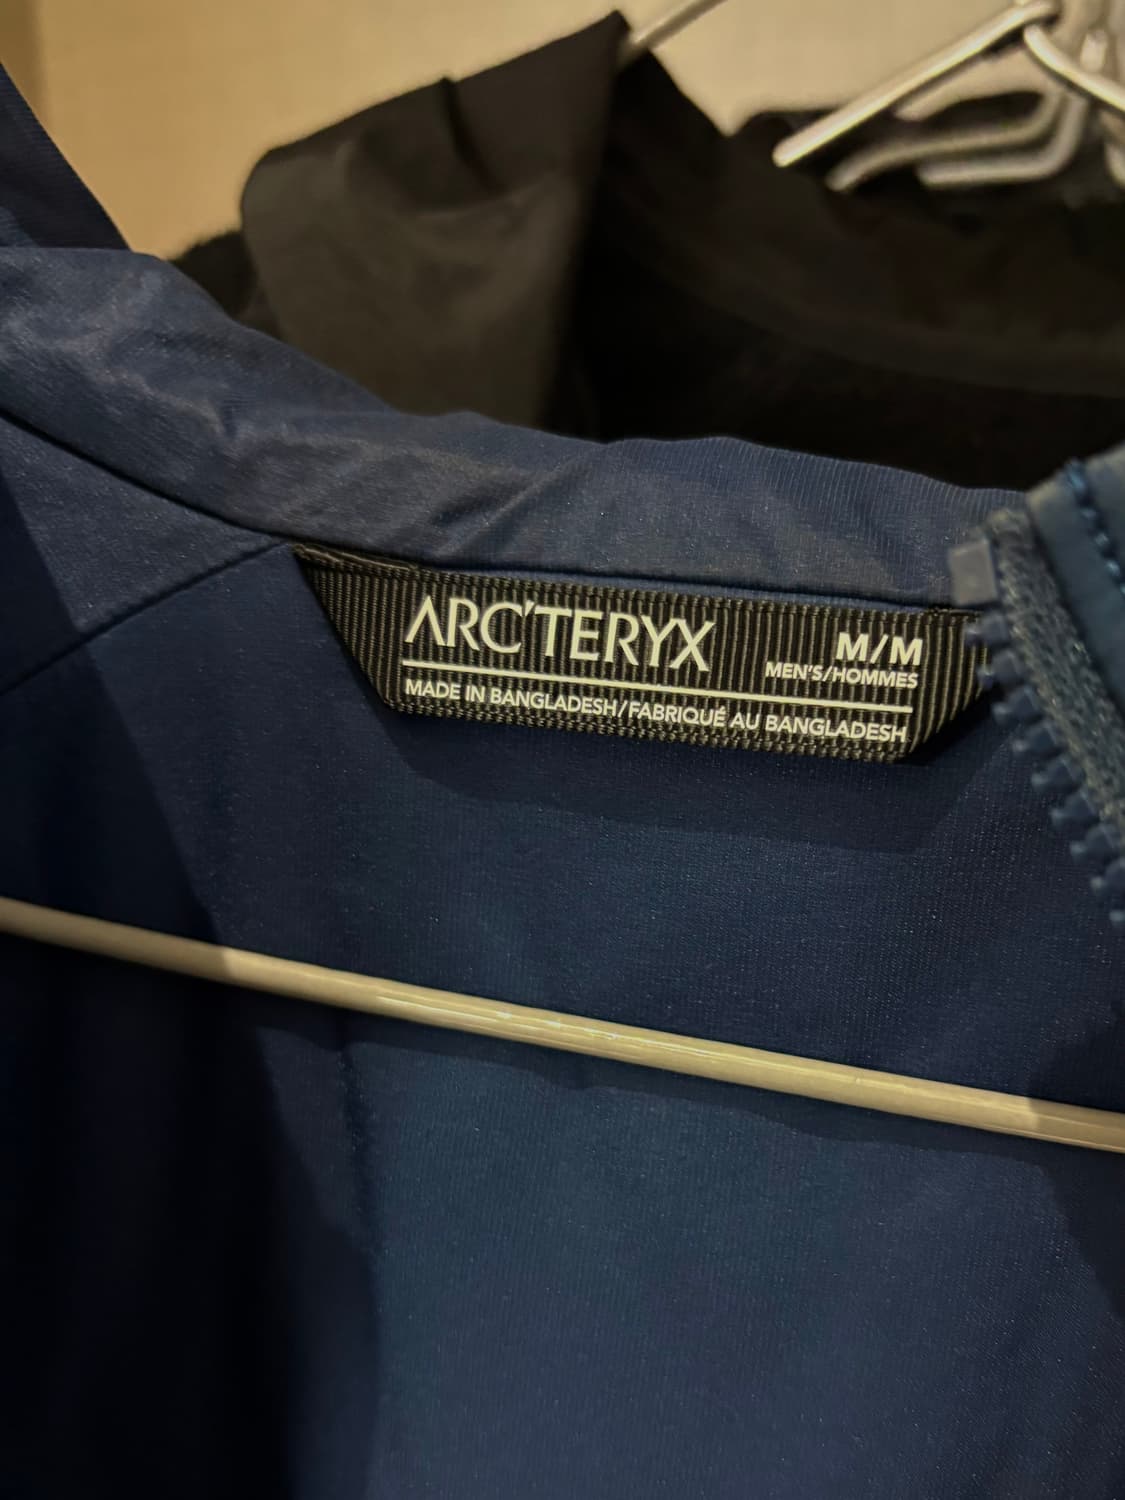 ARC'TERYX
M/M
MEN'S/HOMMES
MADE IN BANGLADESH/FABRIQUÉ AU BANGLADESH